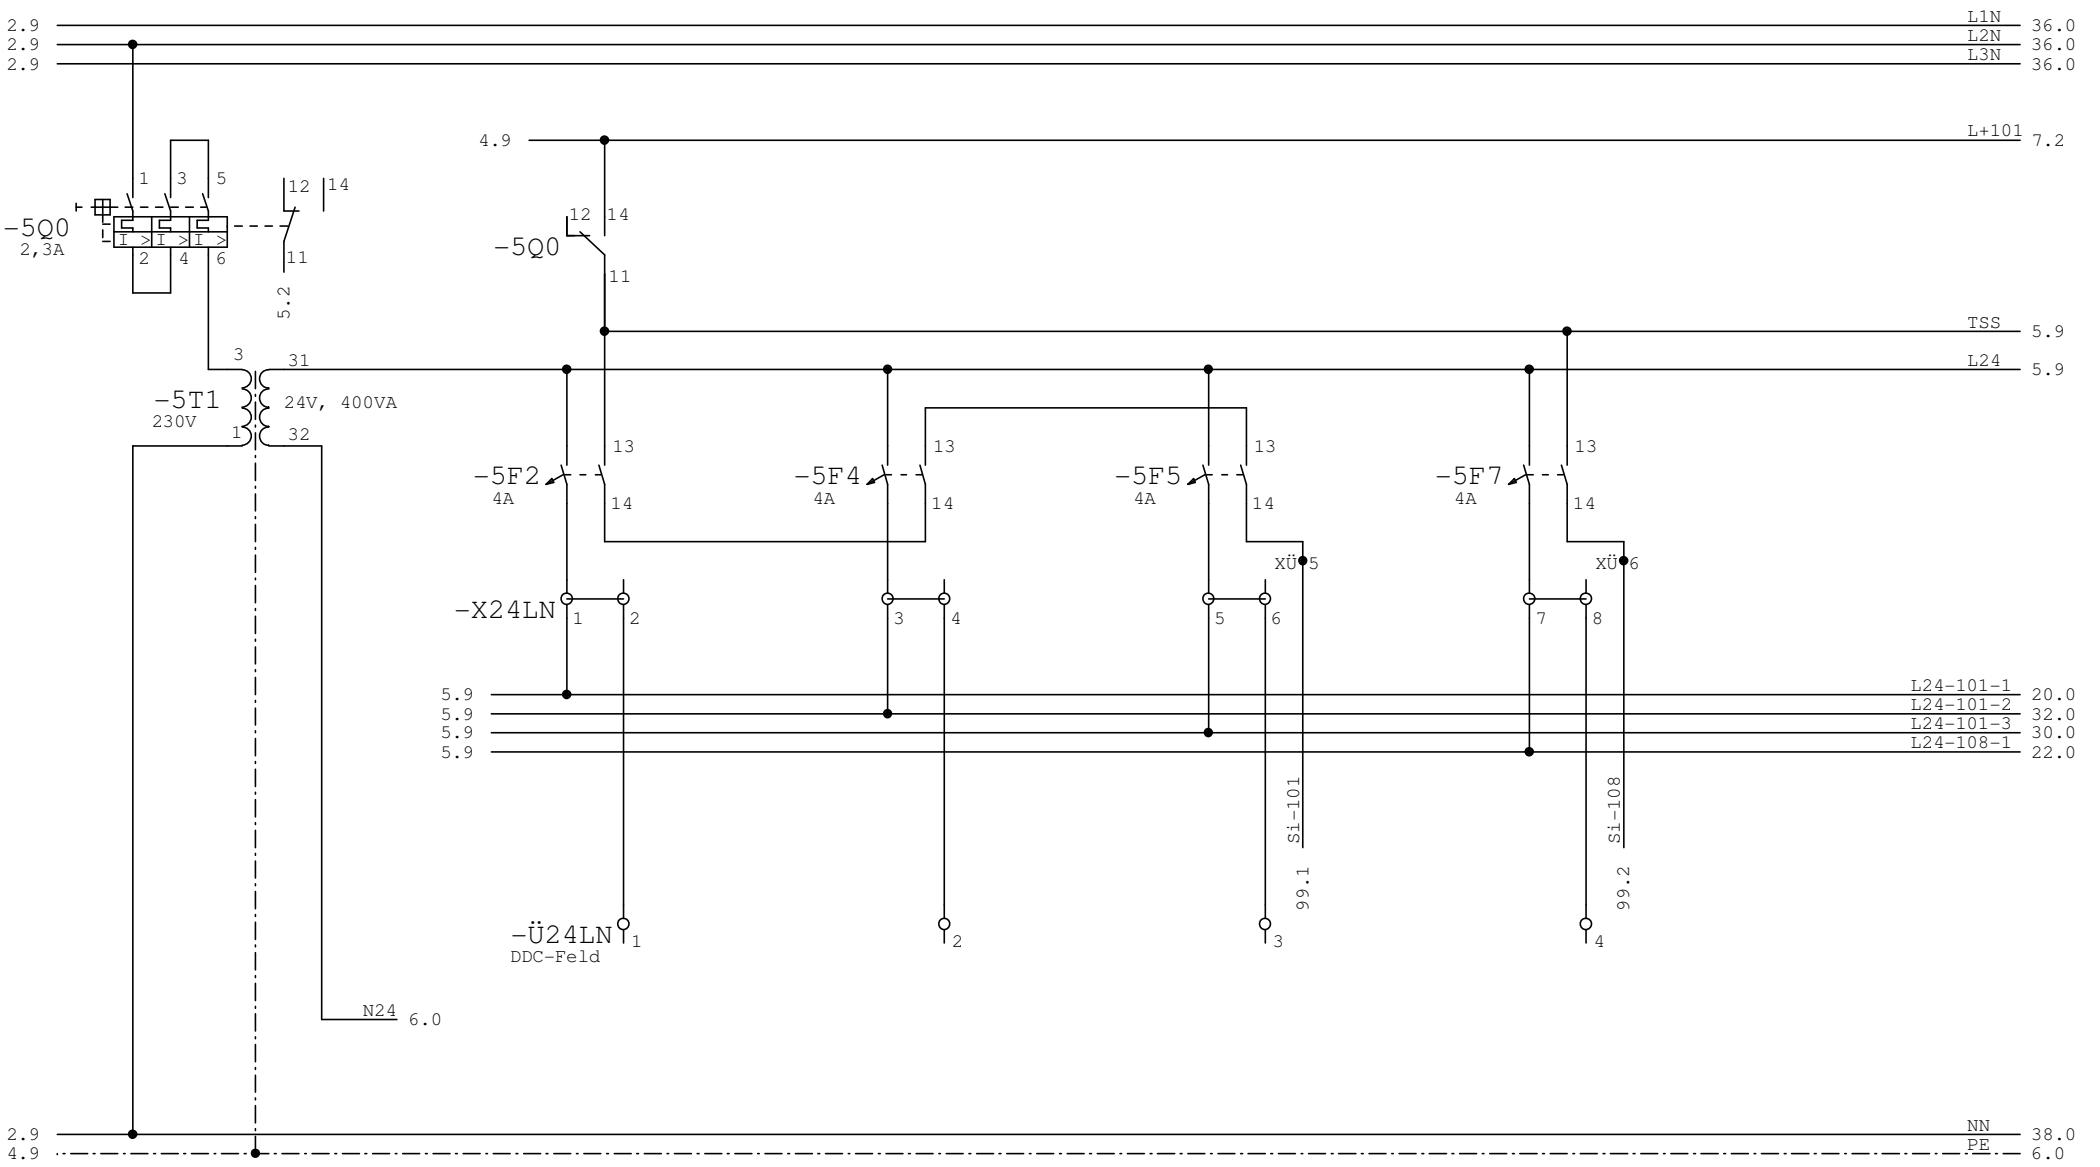 2.9 L1N 36.0
2.9 L2N 36.0
2.9 L3N 36.0
4.9 L+101 7.2
1 3 5 12 14
-5Q0 I > I > I >
2,3A
2 4 6 11
5.2
12 14
-5Q0
11
TSS 5.9
3 31 L24 5.9
-5T1 24V, 400VA
230V
1 32
13 13 13 13
-5F2 -5F4 -5F5 -5F7
4A 4A 4A 4A
14 14 14 14
XÜ 5 XÜ 6
-X24LN 1 2 3 4 5 6 7 8
5.9 L24-101-1 20.0
5.9 L24-101-2 32.0
5.9 L24-101-3 30.0
5.9 L24-108-1 22.0
Si-101 Si-108
99.1 99.2
-Ü24LN 1 2 3 4
DDC-Feld
N24 6.0
2.9 NN 38.0
4.9 PE 6.0